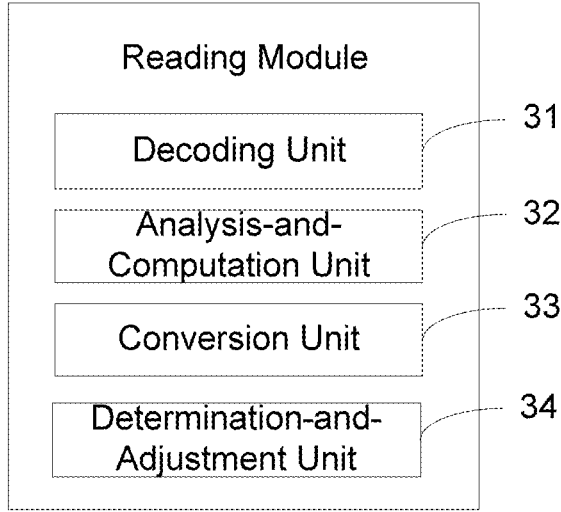 Reading Module
Decoding Unit
31
Analysis-and-
Computation Unit
32
Conversion Unit
33
Determination-and-
Adjustment Unit
34